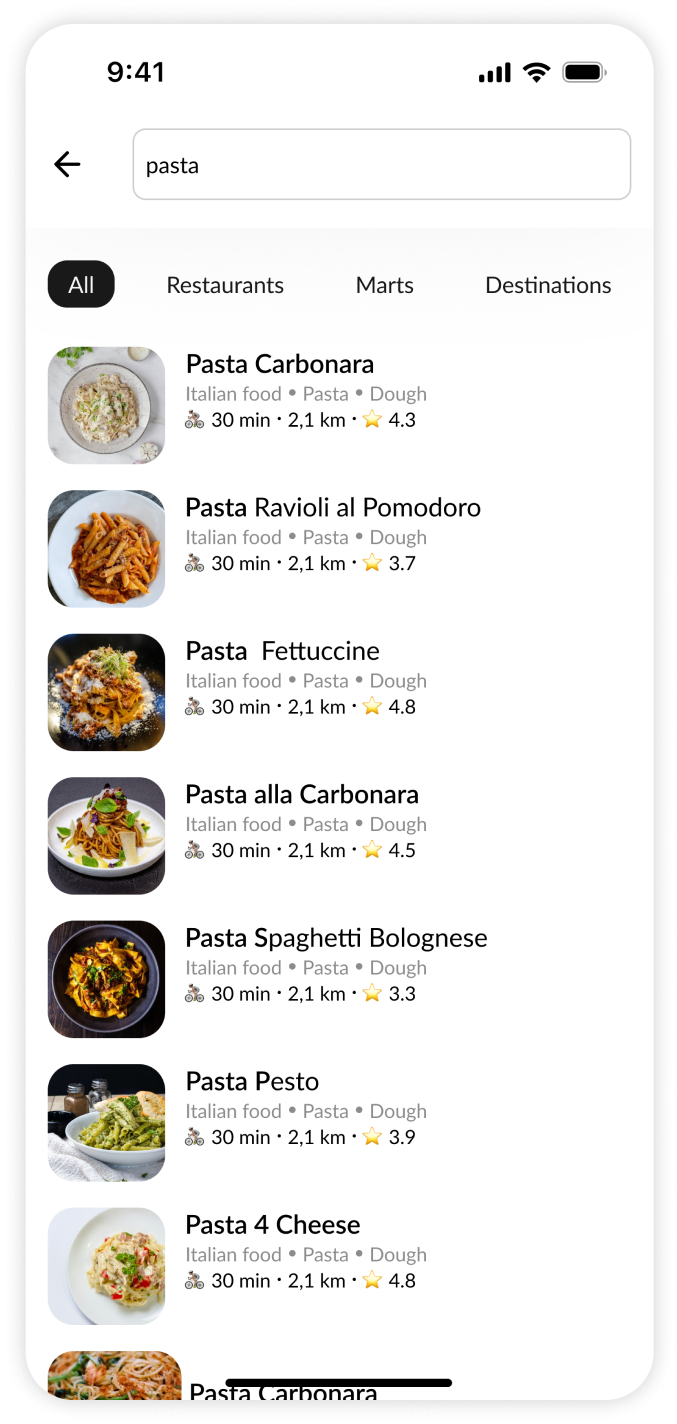 9:41
pasta
All Restaurants Marts Destinations
Pasta Carbonara
Italian food • Pasta • Dough
30 min · 2,1 km · ⭐ 4.3
Pasta Ravioli al Pomodoro
Italian food • Pasta • Dough
30 min · 2,1 km · ⭐ 3.7
Pasta Fettuccine
Italian food • Pasta • Dough
30 min · 2,1 km · ⭐ 4.8
Pasta alla Carbonara
Italian food • Pasta • Dough
30 min · 2,1 km · ⭐ 4.5
Pasta Spaghetti Bolognese
Italian food • Pasta • Dough
30 min · 2,1 km · ⭐ 3.3
Pasta Pesto
Italian food • Pasta • Dough
30 min · 2,1 km · ⭐ 3.9
Pasta 4 Cheese
Italian food • Pasta • Dough
30 min · 2,1 km · ⭐ 4.8
Pasta Carbonara